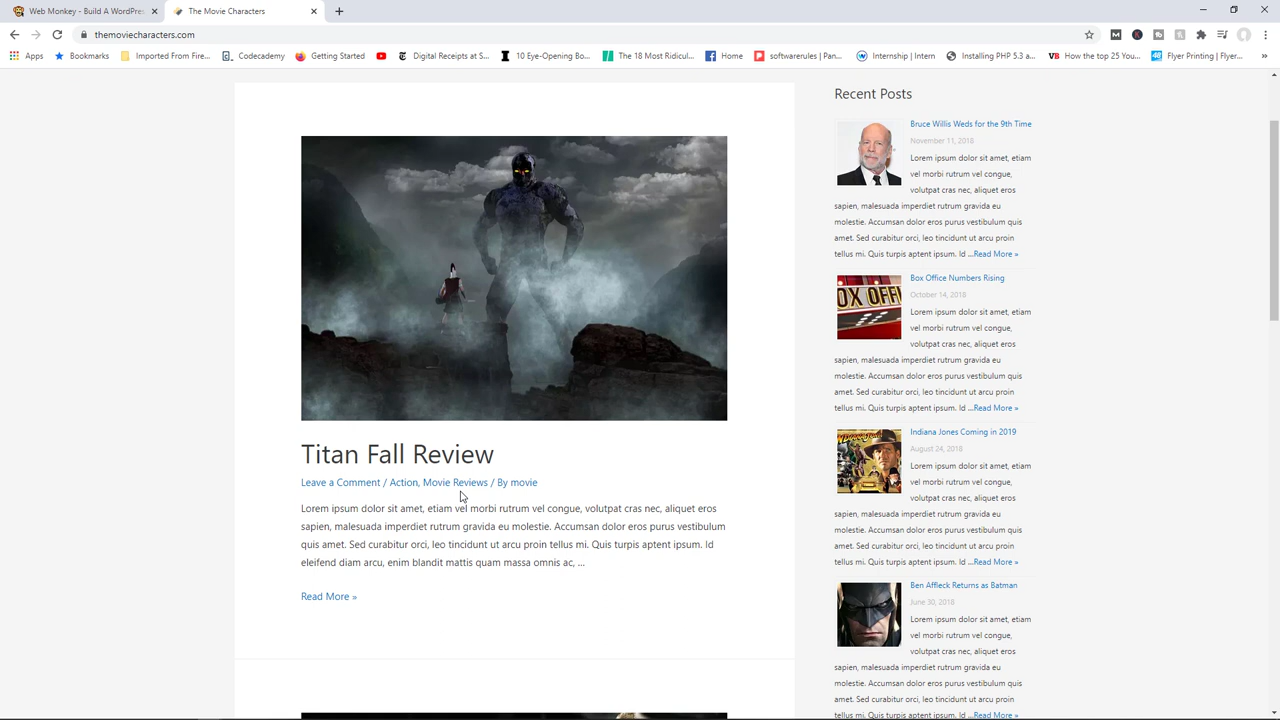 Web Monkey - Build A WordPre
The Movie Characters
themoviecharacters.com
Apps
Bookmarks
Imported From Fire...
Codecademy
Getting Started
Digital Receipts at S...
10 Eye-Opening Bo...
The 18 Most Ridicul...
Home
softwarerules | Pan...
Internship | Intern
Installing PHP 5.3 a...
How the top 25 You...
Flyer Printing | Flyer...
Titan Fall Review
Leave a Comment / Action, Movie Reviews / By movie
Lorem ipsum dolor sit amet, etiam vel morbi rutrum vel congue, volutpat cras nec, aliquet eros
sapien, malesuada imperdiet rutrum gravida eu molestie. Accumsan dolor eros purus vestibulum
quis amet. Sed curabitur orci, leo tincidunt ut arcu proin tellus mi. Quis turpis aptent ipsum. Id
eleifend diam arcu, enim blandit mattis quam massa omnis ac, ...
Read More »
Recent Posts
Bruce Willis Weds for the 9th Time
November 11, 2018
Lorem ipsum dolor sit amet, etiam
vel morbi rutrum vel congue,
volutpat cras nec, aliquet eros
sapien, malesuada imperdiet rutrum gravida eu
molestie. Accumsan dolor eros purus vestibulum quis
amet. Sed curabitur orci, leo tincidunt ut arcu proin
tellus mi. Quis turpis aptent ipsum. Id ...Read More »
BOX OFFI
Box Office Numbers Rising
October 14, 2018
Lorem ipsum dolor sit amet, etiam
vel morbi rutrum vel congue,
volutpat cras nec, aliquet eros
sapien, malesuada imperdiet rutrum gravida eu
molestie. Accumsan dolor eros purus vestibulum quis
amet. Sed curabitur orci, leo tincidunt ut arcu proin
tellus mi. Quis turpis aptent ipsum. Id ...Read More »
Indiana Jones Coming in 2019
August 24, 2018
Lorem ipsum dolor sit amet, etiam
vel morbi rutrum vel congue,
volutpat cras nec, aliquet eros
sapien, malesuada imperdiet rutrum gravida eu
molestie. Accumsan dolor eros purus vestibulum quis
amet. Sed curabitur orci, leo tincidunt ut arcu proin
tellus mi. Quis turpis aptent ipsum. Id ...Read More »
Ben Affleck Returns as Batman
June 30, 2018
Lorem ipsum dolor sit amet, etiam
vel morbi rutrum vel congue,
volutpat cras nec, aliquet eros
sapien, malesuada imperdiet rutrum gravida eu
molestie. Accumsan dolor eros purus vestibulum quis
amet. Sed curabitur orci, leo tincidunt ut arcu proin
tellus mi. Quis turpis aptent ipsum. Id ...Read More »